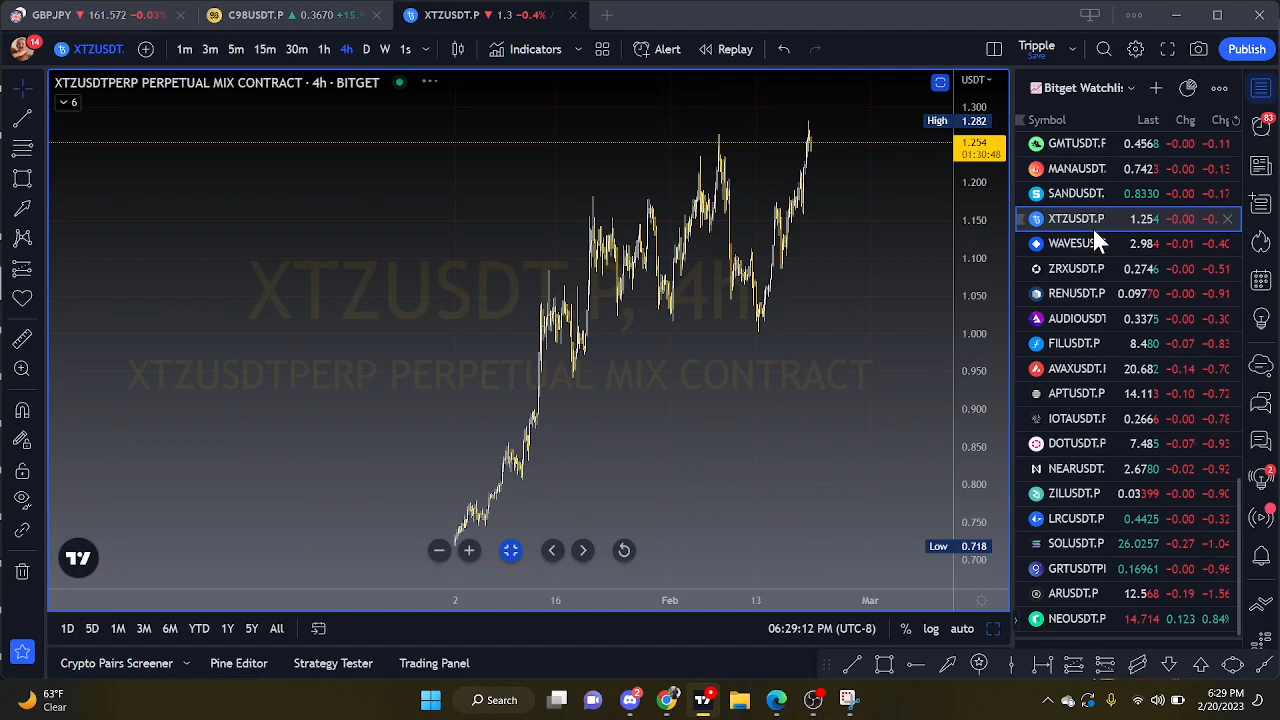 GBPJPY ▼ 161.572 −0.03%
C98USDT.P ▲ 0.3670 +15.9
XTZUSDT.P ▼ 1.3 −0.4% /
14
XTZUSDT.
1m 3m 5m 15m 30m 1h 4h D W 1s
Indicators
Alert
Replay
Tripple
Save
Publish
XTZUSDTPERP PERPETUAL MIX CONTRACT · 4h · BITGET
6
USDT
1.300
High 1.282
1.254
01:30:48
1.200
1.150
1.100
1.050
1.000
0.950
0.900
0.850
0.800
0.750
Low 0.718
0.700
XTZUSDT.P, 4h
XTZUSDTPERP PERPETUAL MIX CONTRACT
2 16 Feb 13 Mar
Bitget Watchlis
83
Symbol Last Chg Chg
GMTUSDT.P 0.4568 −0.00 −0.11
MANAUSDT. 0.7423 −0.00 −0.13
SANDUSDT. 0.8330 −0.00 −0.17
XTZUSDT.P 1.254 −0.00 −0.
WAVESUS 2.984 −0.01 −0.40
ZRXUSDT.P 0.2746 −0.00 −0.51
RENUSDT.P 0.09770 −0.00 −0.91
AUDIOUSDT 0.3375 −0.00 −0.30
FILUSDT.P 8.480 −0.07 −0.83
AVAXUSDT.P 20.682 −0.14 −0.70
APTUSDT.P 14.113 −0.10 −0.72
IOTAUSDT.P 0.2666 −0.00 −0.78
DOTUSDT.P 7.485 −0.07 −0.93
NEARUSDT. 2.6780 −0.02 −0.92
ZILUSDT.P 0.03399 −0.00 −0.90
LRCUSDT.P 0.4425 −0.00 −0.32
SOLUSDT.P 26.0257 −0.27 −1.04
GRTUSDTPI 0.16961 −0.00 −0.96
ARUSDT.P 12.568 −0.19 −1.56
NEOUSDT.P 14.714 0.123 0.84%
2
1D 5D 1M 3M 6M YTD 1Y 5Y All
06:29:12 PM (UTC-8)
% log auto
Crypto Pairs Screener
Pine Editor
Strategy Tester
Trading Panel
63°F
Clear
Search
2
2
6:29 PM
2/20/2023